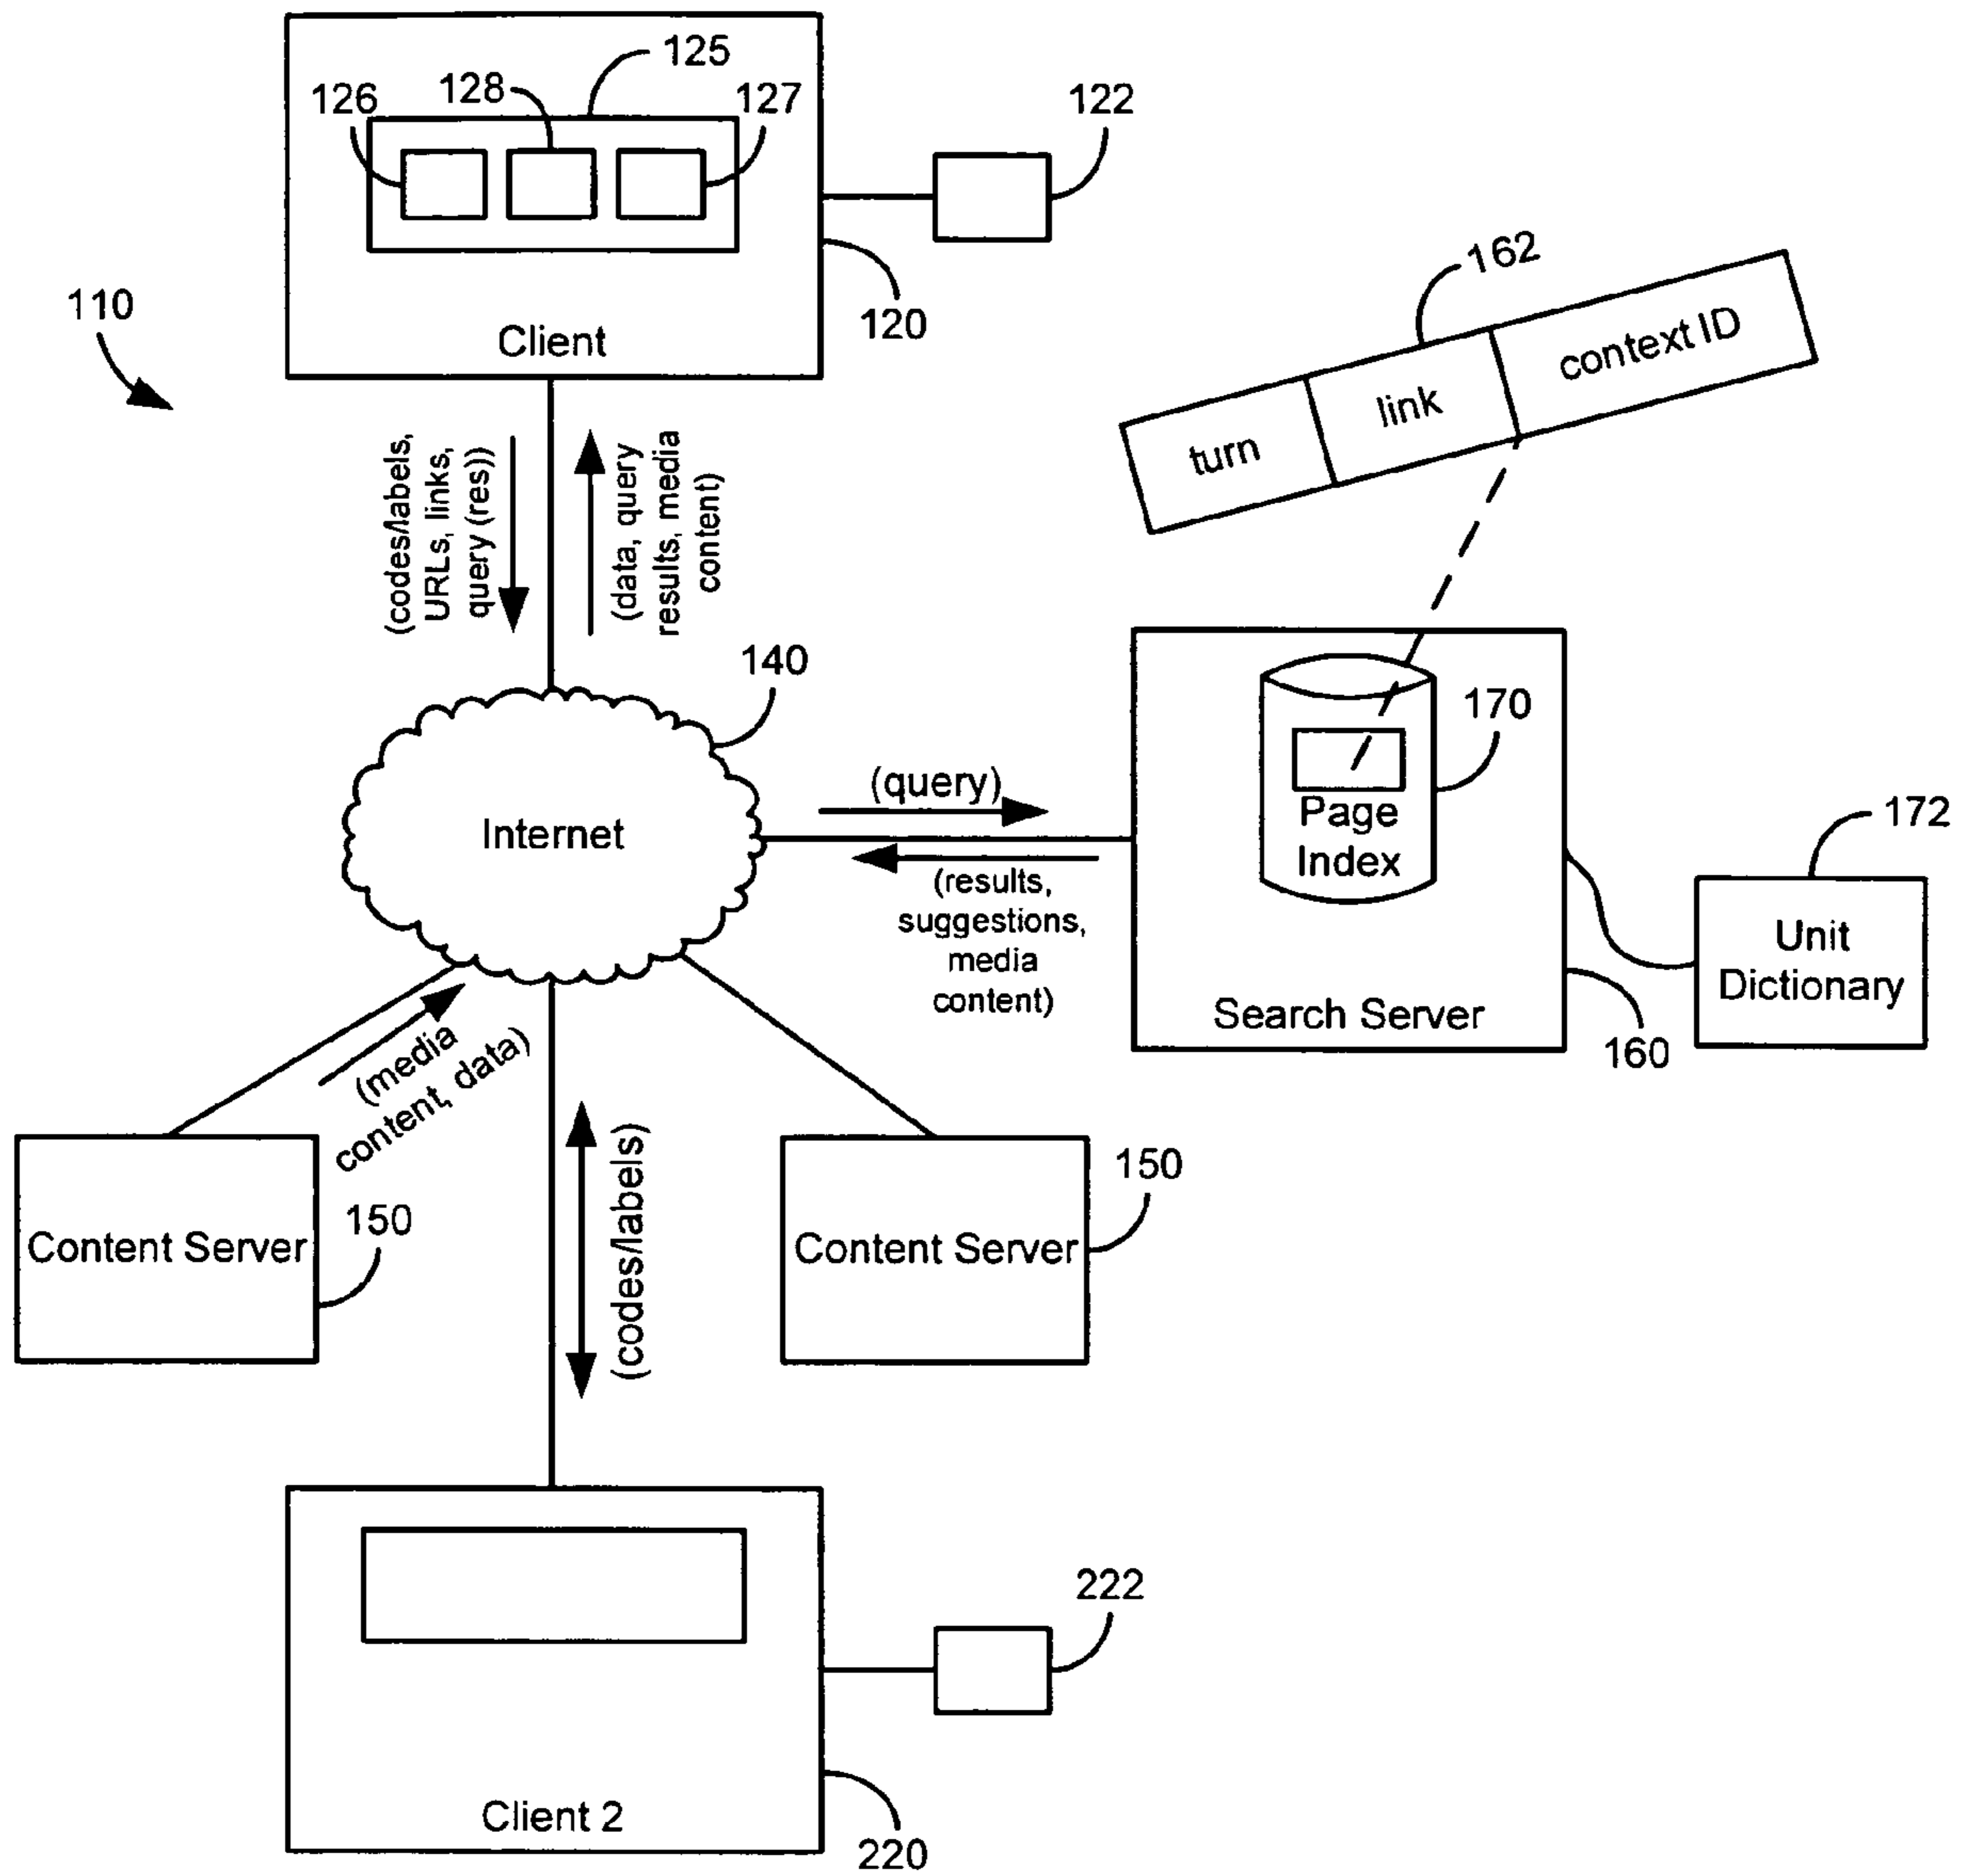 125
128
126
127
122
162
context ID
link
turn
110
120
Client
(codes/labels,
URLs, links,
query (res))
(data, query
results, media
content)
140
170
(query)
Internet
Page
Index
172
(results,
suggestions,
media
content)
Unit
Dictionary
Search Server
160
(media
content, data)
(codes/labels)
150
150
Content Server
Content Server
222
Client 2
220